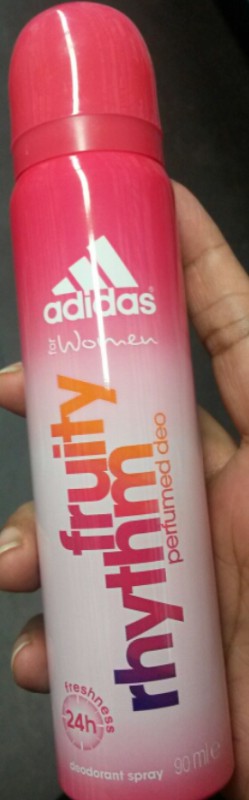 adidas
for Women
fruity
rhythm
perfumed deo
freshness
24h
deodorant spray
90 ml e